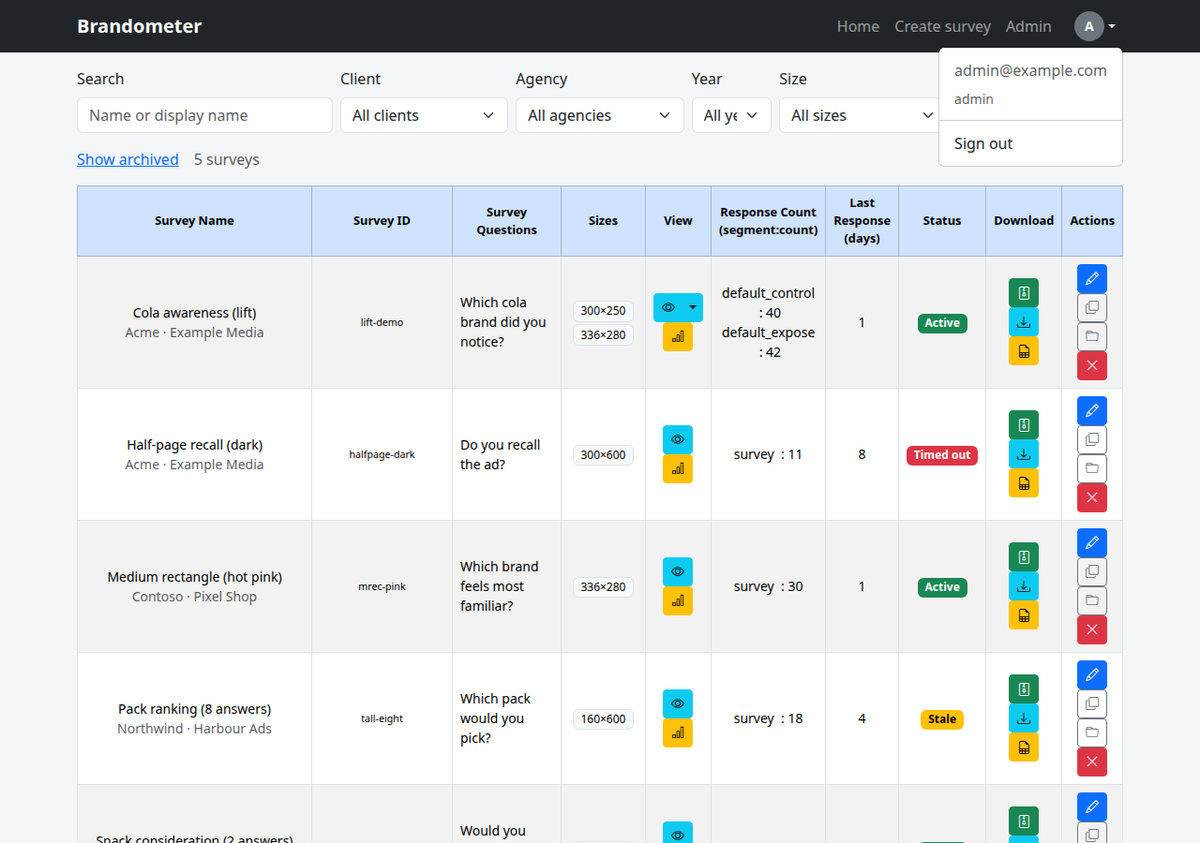 Brandometer
Home Create survey Admin A
admin@example.com
admin
Sign out
Search Client Agency Year Size
Name or display name All clients All agencies All ye All sizes
Show archived 5 surveys
Survey Name Survey ID Survey Questions Sizes View Response Count (segment:count) Last Response (days) Status Download Actions
Cola awareness (lift)
Acme · Example Media
lift-demo
Which cola
brand did you
notice?
300×250
336×280
default_control
: 40
default_expose
: 42
1
Active
Half-page recall (dark)
Acme · Example Media
halfpage-dark
Do you recall
the ad?
300×600
survey : 11
8
Timed out
Medium rectangle (hot pink)
Contoso · Pixel Shop
mrec-pink
Which brand
feels most
familiar?
336×280
survey : 30
1
Active
Pack ranking (8 answers)
Northwind · Harbour Ads
tall-eight
Which pack
would you
pick?
160×600
survey : 18
4
Stale
Snack consideration (2 answers)
Would you